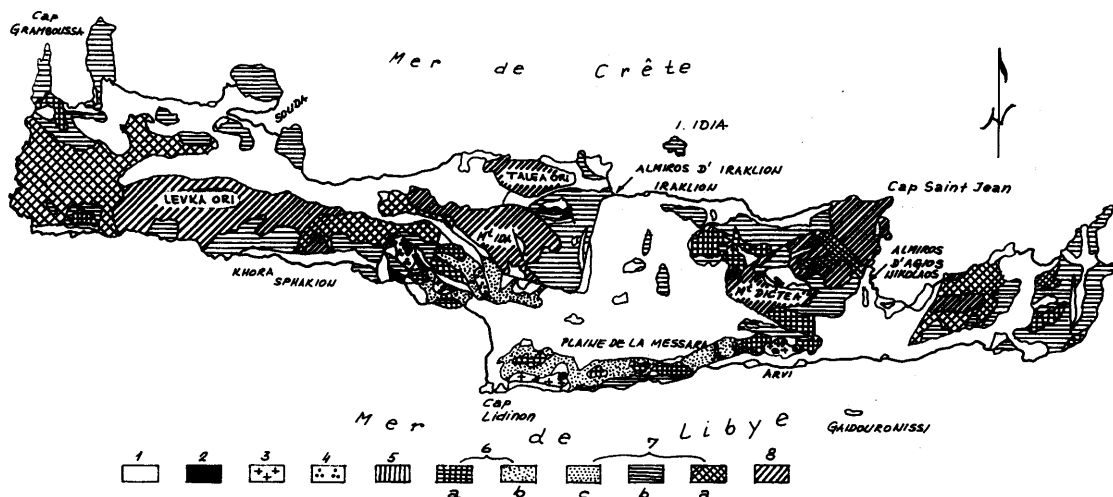 Cap
GRAMBOUSSA
Mer de Crête
SOUDA
I. IDIA
TALEA ORI
ALMIROS D' IRAKLION
IRAKLION
Cap Saint Jean
LEVKA ORI
Mt IDA
ALMIROS
D'AGIOS
NIKOLAOS
KHORA
SPHAKION
Mt DICTEA
PLAINE DE LA MESSARA
ARVI
Cap
Lidinon
Mer de Libye
GAIDOURONISSI
1 2 3 4 5 6 7 8
a b c b a